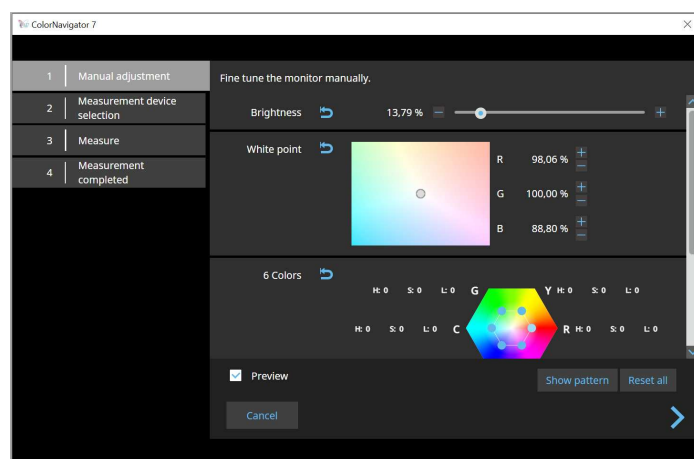 ColorNavigator 7
1 Manual adjustment
2 Measurement device
selection
3 Measure
4 Measurement
completed
Fine tune the monitor manually.
Brightness 13,79 %
White point
R 98,06 %
G 100,00 %
B 88,80 %
6 Colors
H: 0 S: 0 L: 0 G Y H: 0 S: 0 L: 0
H: 0 S: 0 L: 0 C R H: 0 S: 0 L: 0
Preview
Show pattern Reset all
Cancel